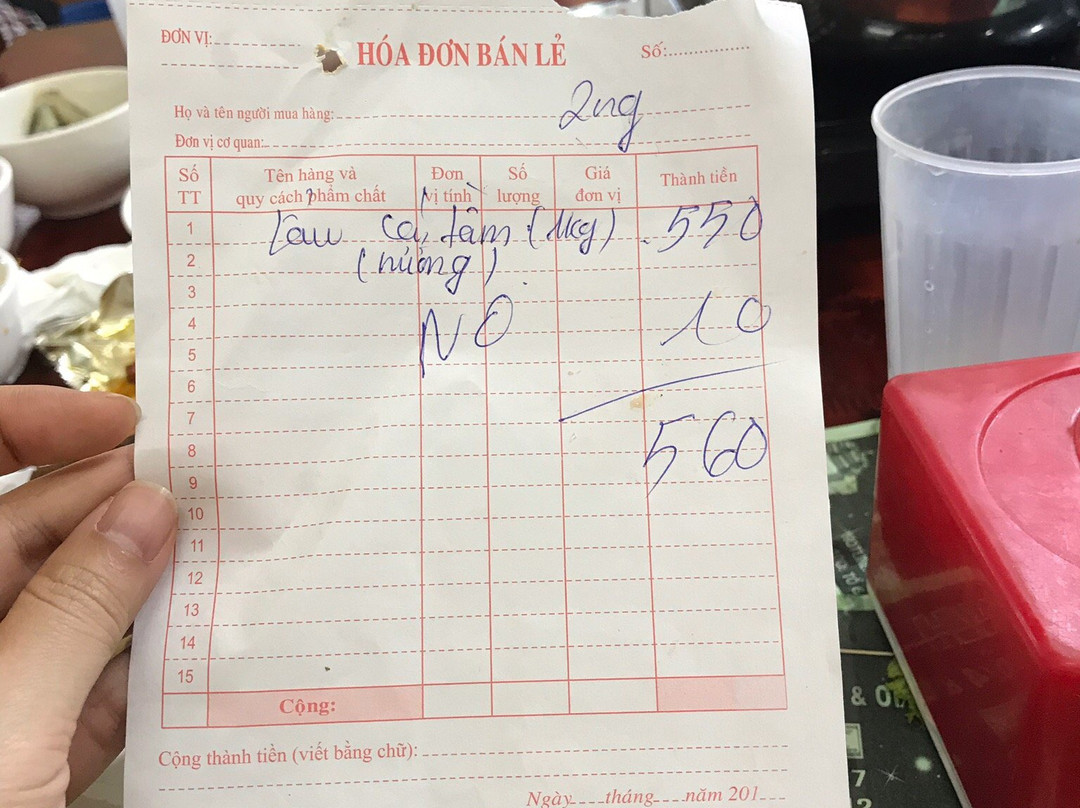 ĐƠN VỊ:
HÓA ĐƠN BÁN LẺ
Số:
Họ và tên người mua hàng: 2ng
Đơn vị cơ quan:
Số TT Tên hàng và quy cách phẩm chất Đơn vị tính Số lượng Giá đơn vị Thành tiền
1 Lẩu cá tầm (1kg) 550
2 (nướng)
3
4 NO 10
5
6
7
8 560
9
10
11
12
13
14
15
Cộng:
Cộng thành tiền (viết bằng chữ):
Ngày tháng năm 201
& O
7
2